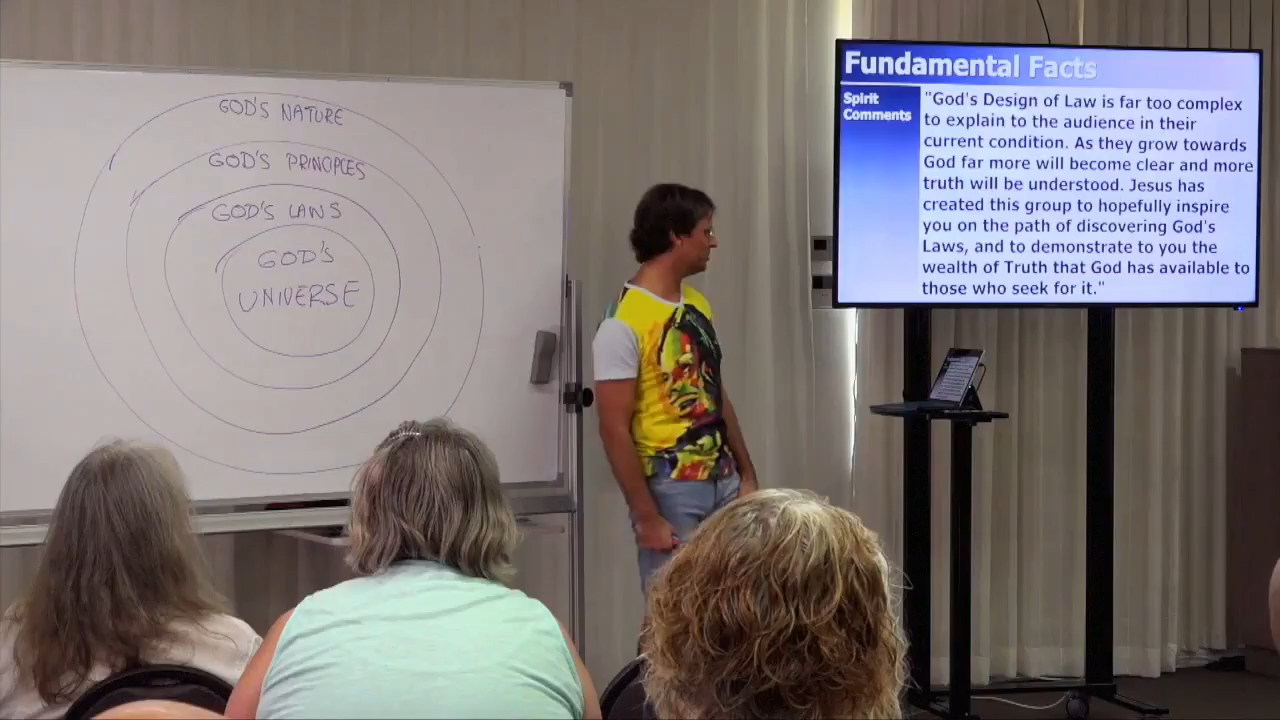 GOD'S NATURE
GOD'S PRINCIPLES
GOD'S LAWS
GOD'S
UNIVERSE
Fundamental Facts
Spirit
Comments
"God's Design of Law is far too complex
to explain to the audience in their
current condition. As they grow towards
God far more will become clear and more
truth will be understood. Jesus has
created this group to hopefully inspire
you on the path of discovering God's
Laws, and to demonstrate to you the
wealth of Truth that God has available to
those who seek for it."